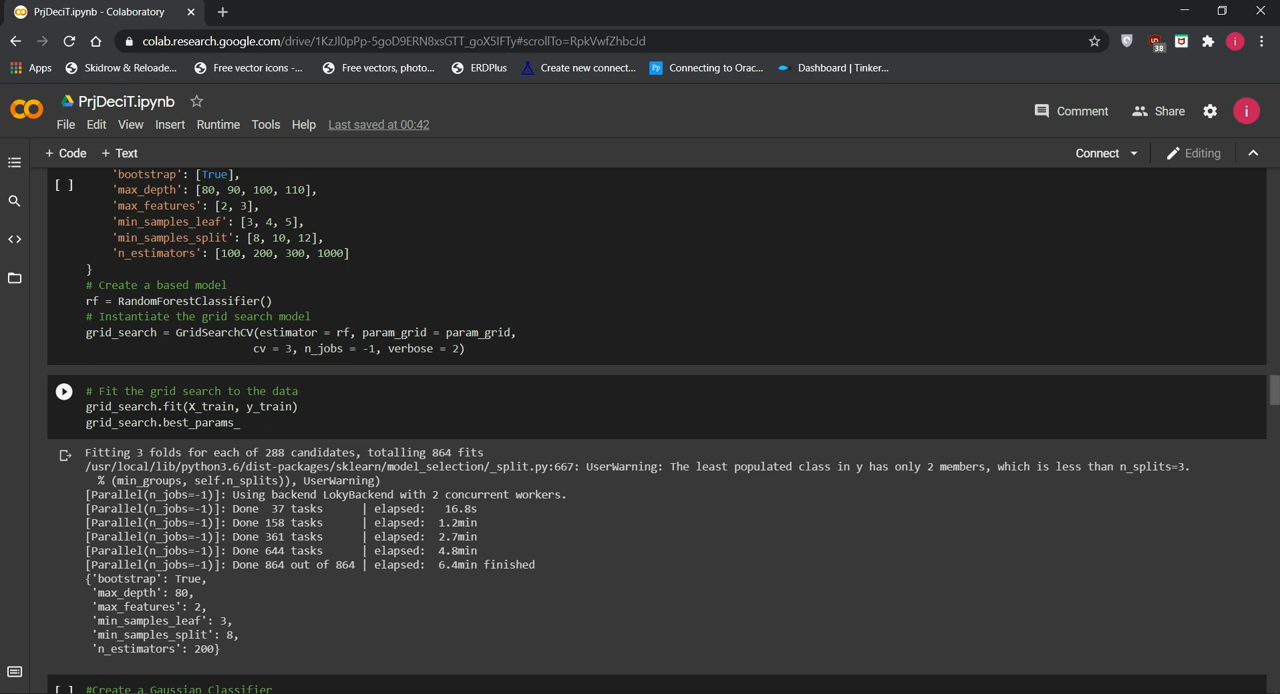 PrjDeciT.ipynb - Colaboratory
colab.research.google.com/drive/1KzJl0pPp-5goD9ERN8xsGTT_goX5IFTy#scrollTo=RpkVwfZhbcJd
38
i
Apps
Skidrow & Reloade...
Free vector icons -...
Free vectors, photo...
ERDPlus
Create new connect...
Pp
Connecting to Orac...
Dashboard | Tinker...
PrjDeciT.ipynb
Comment
Share
i
File Edit View Insert Runtime Tools Help Last saved at 00:42
+ Code + Text
Connect
Editing
[ ]
'bootstrap': [True],
'max_depth': [80, 90, 100, 110],
'max_features': [2, 3],
'min_samples_leaf': [3, 4, 5],
'min_samples_split': [8, 10, 12],
'n_estimators': [100, 200, 300, 1000]
}
# Create a based model
rf = RandomForestClassifier()
# Instantiate the grid search model
grid_search = GridSearchCV(estimator = rf, param_grid = param_grid,
cv = 3, n_jobs = -1, verbose = 2)
# Fit the grid search to the data
grid_search.fit(X_train, y_train)
grid_search.best_params_
Fitting 3 folds for each of 288 candidates, totalling 864 fits
/usr/local/lib/python3.6/dist-packages/sklearn/model_selection/_split.py:667: UserWarning: The least populated class in y has only 2 members, which is less than n_splits=3.
% (min_groups, self.n_splits)), UserWarning)
[Parallel(n_jobs=-1)]: Using backend LokyBackend with 2 concurrent workers.
[Parallel(n_jobs=-1)]: Done 37 tasks | elapsed: 16.8s
[Parallel(n_jobs=-1)]: Done 158 tasks | elapsed: 1.2min
[Parallel(n_jobs=-1)]: Done 361 tasks | elapsed: 2.7min
[Parallel(n_jobs=-1)]: Done 644 tasks | elapsed: 4.8min
[Parallel(n_jobs=-1)]: Done 864 out of 864 | elapsed: 6.4min finished
{'bootstrap': True,
'max_depth': 80,
'max_features': 2,
'min_samples_leaf': 3,
'min_samples_split': 8,
'n_estimators': 200}
[ ] #Create a Gaussian Classifier